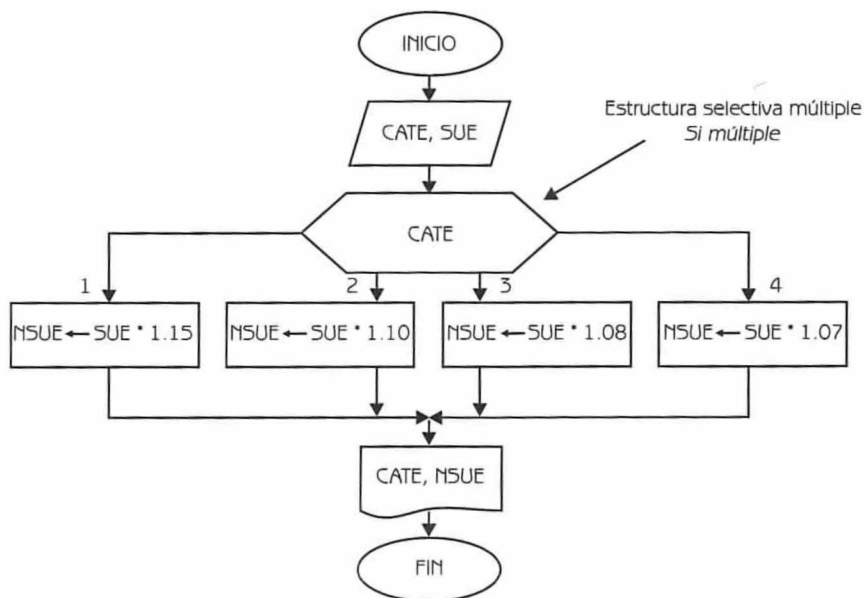 INICIO
CATE, SUE
Estructura selectiva múltiple
Si múltiple
CATE
1
2
3
4
NSUE ← SUE * 1.15
NSUE ← SUE * 1.10
NSUE ← SUE * 1.08
NSUE ← SUE * 1.07
CATE, NSUE
FIN